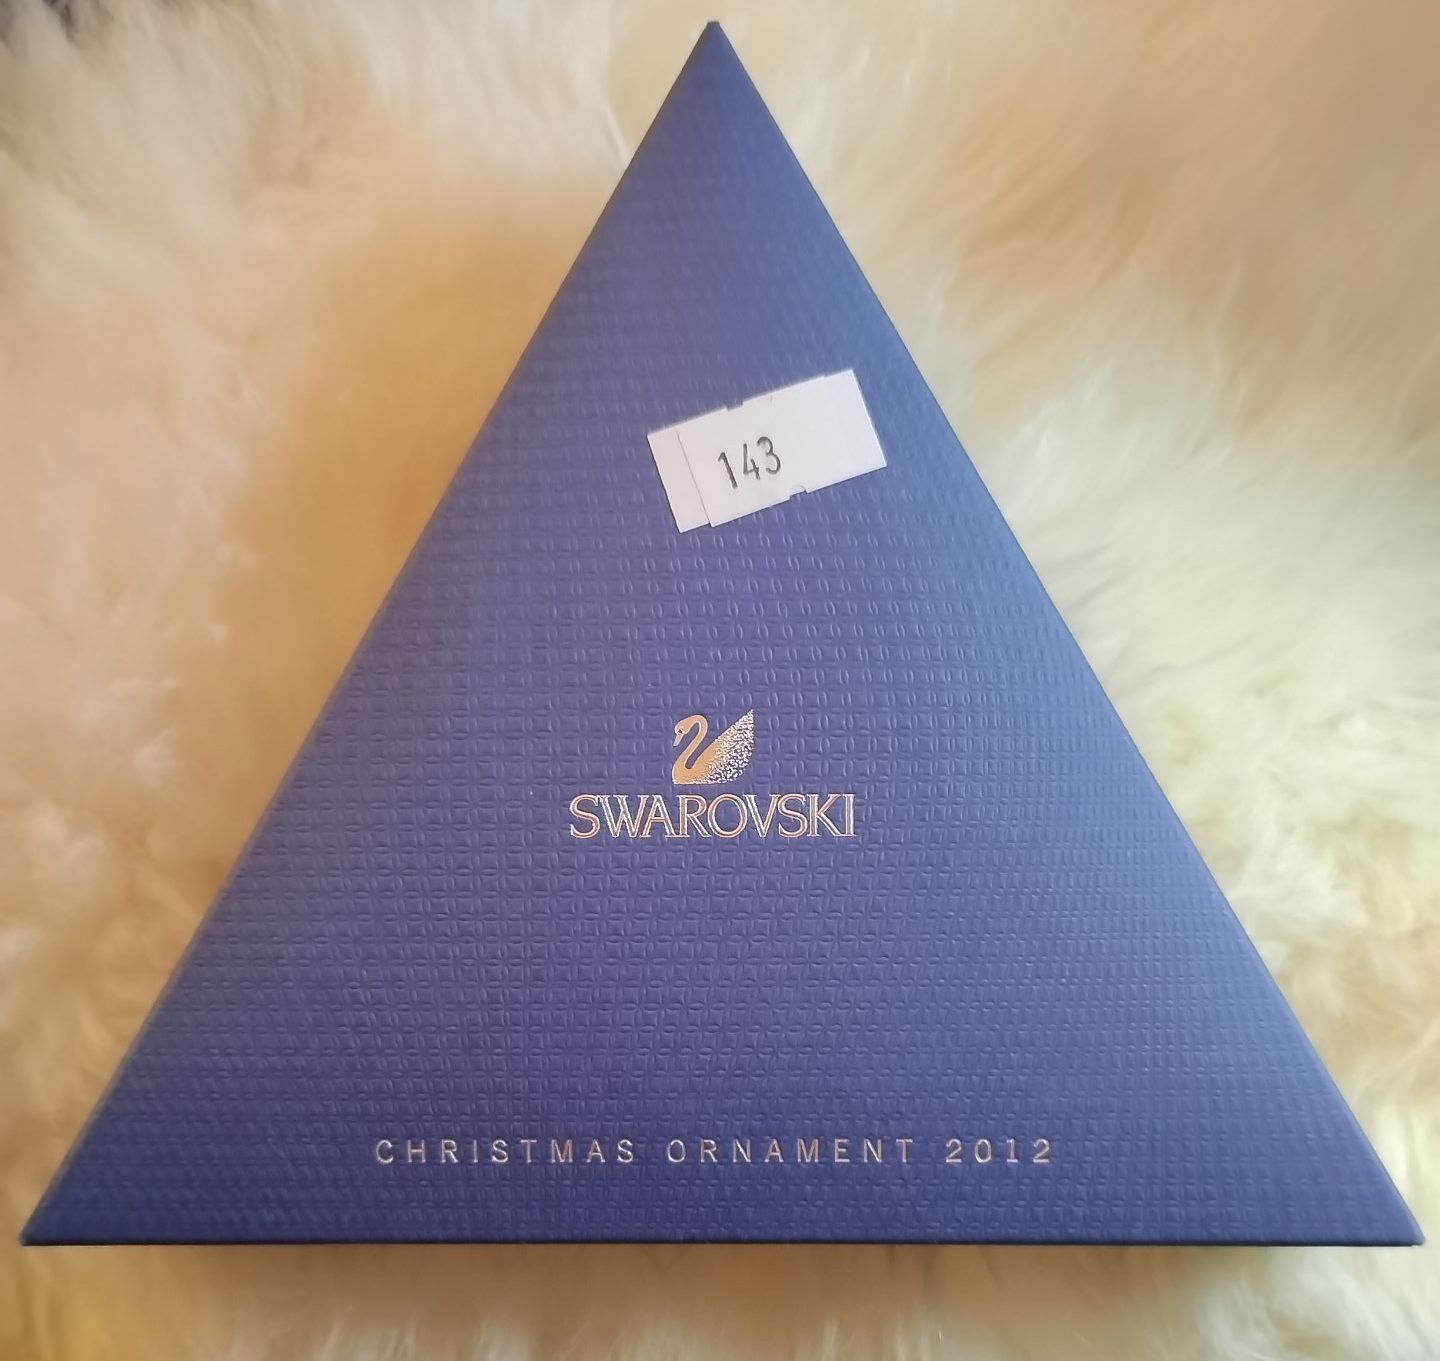 143
SWAROVSKI
CHRISTMAS ORNAMENT 2012